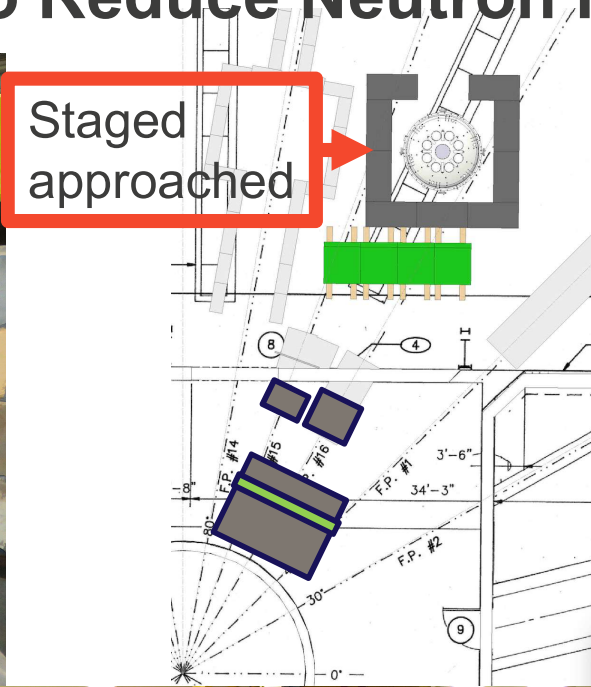 Reduce Neutron
Staged
approached
8
4
H
F.P. #14
#15
#16
F.P. #1
3'-6"
34'-3"
-8"
F.P. #2
80°
30°
9
0°